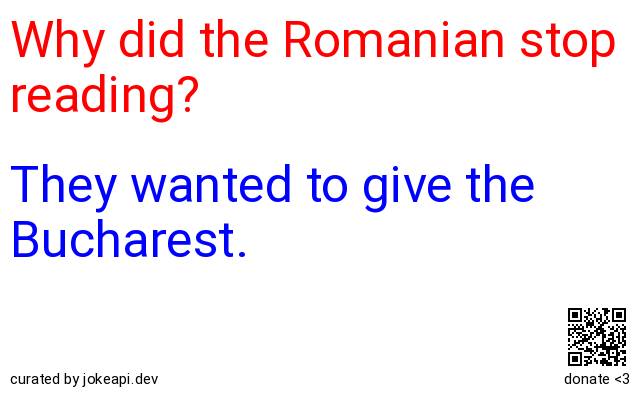 Why did the Romanian stop
reading?
They wanted to give the
Bucharest.
curated by jokeapi.dev
donate <3